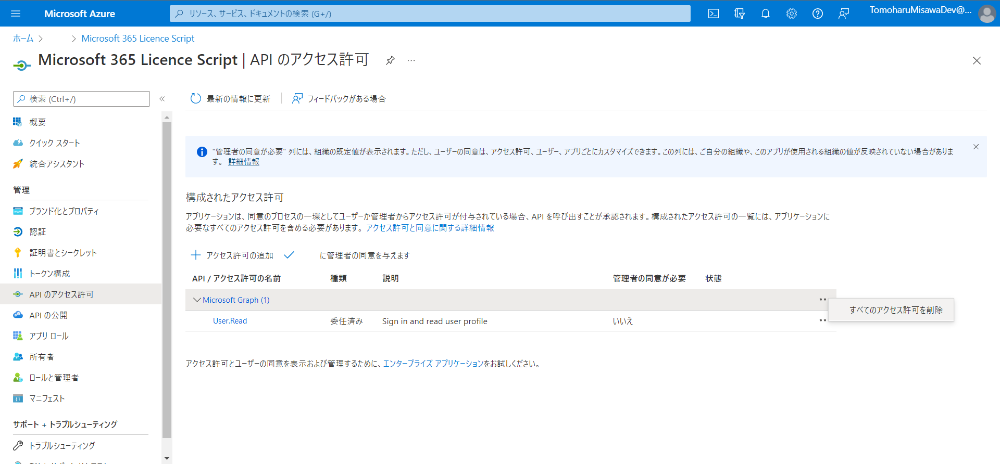 Microsoft Azure
リソース、サービス、ドキュメントの検索 (G+/)
TomoharuMisawaDev@...
ホーム
Microsoft 365 Licence Script
Microsoft 365 Licence Script | API のアクセス許可
検索 (Ctrl+/)
最新の情報に更新
フィードバックがある場合
概要
クイック スタート
統合アシスタント
管理
ブランド化とプロパティ
認証
証明書とシークレット
トークン構成
API のアクセス許可
API の公開
アプリ ロール
所有者
ロールと管理者
マニフェスト
サポート + トラブルシューティング
トラブルシューティング
"管理者の同意が必要" 列には、組織の既定値が表示されます。ただし、ユーザーの同意は、アクセス許可、ユーザー、アプリごとにカスタマイズできます。この列には、ご自分の組織や、このアプリが使用される組織の値が反映されていない場合がありま
す。 詳細情報
構成されたアクセス許可
アプリケーションは、同意のプロセスの一環としてユーザーか管理者からアクセス許可が付与されている場合、API を呼び出すことが承認されます。構成されたアクセス許可の一覧には、アプリケーションに
必要なすべてのアクセス許可を含める必要があります。 アクセス許可と同意に関する詳細情報
アクセス許可の追加
に管理者の同意を与えます
API / アクセス許可の名前 種類 説明 管理者の同意が必要 状態
Microsoft Graph (1)
すべてのアクセス許可を削除
User.Read 委任済み Sign in and read user profile いいえ
アクセス許可とユーザーの同意を表示および管理するために、エンタープライズ アプリケーションをお試しください。